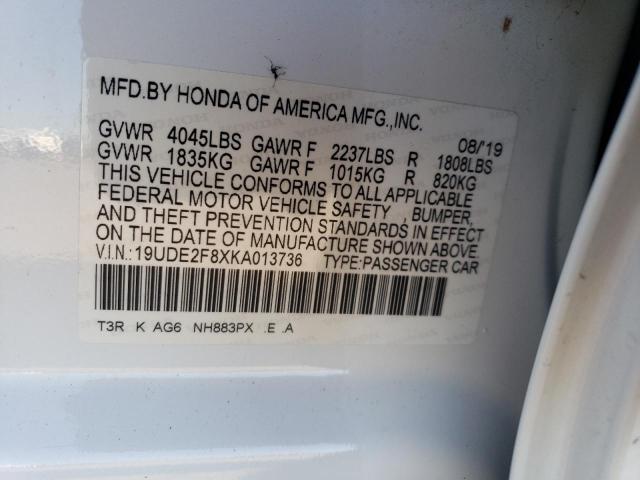 MFD.BY HONDA OF AMERICA MFG.,INC.
08/19
GVWR 4045LBS GAWR F 2237LBS R 1808LBS
GVWR 1835KG GAWR F 1015KG R 820KG
THIS VEHICLE CONFORMS TO ALL APPLICABLE
FEDERAL MOTOR VEHICLE SAFETY , BUMPER,
AND THEFT PREVENTION STANDARDS IN EFFECT
ON THE DATE OF MANUFACTURE SHOWN ABOVE.
V.I.N.: 19UDE2F8XKA013736 TYPE:PASSENGER CAR
T3R K AG6 NH883PX .E .A